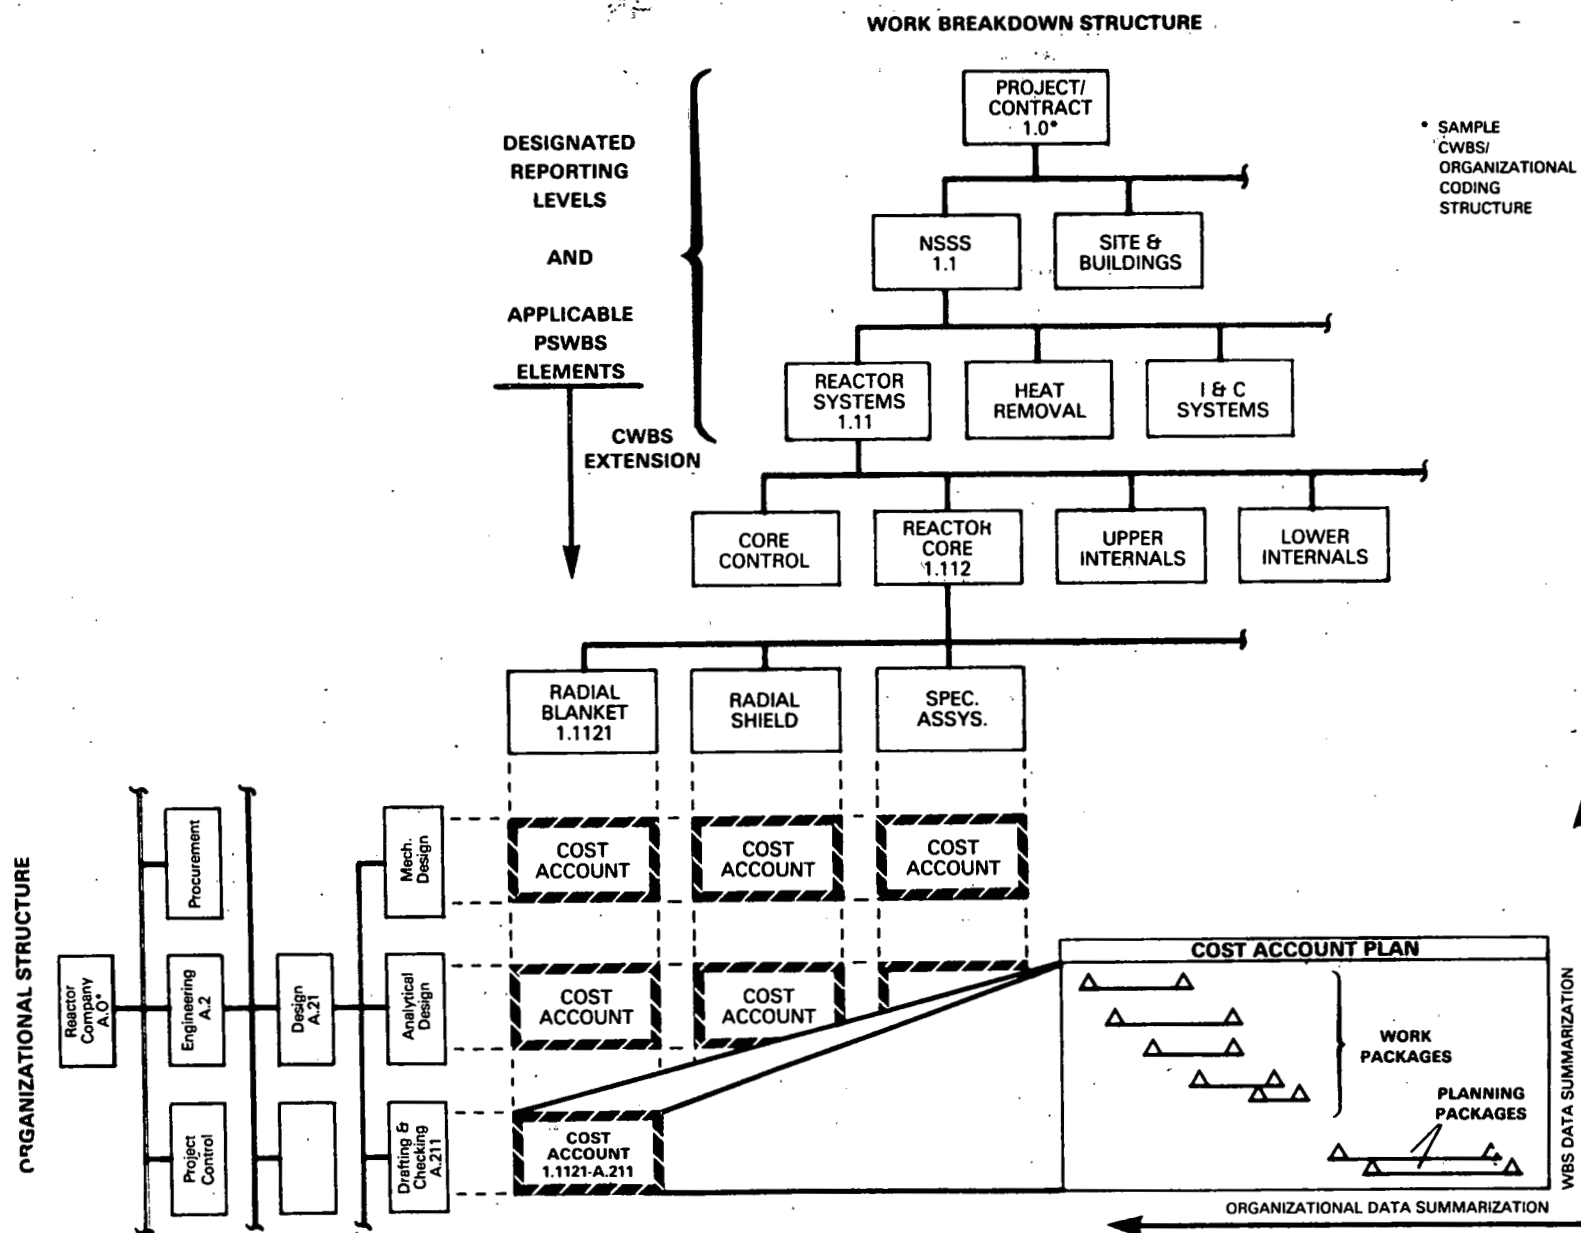 WORK BREAKDOWN STRUCTURE
PROJECT/
CONTRACT
1.0*
* SAMPLE
CWBS/
ORGANIZATIONAL
CODING
STRUCTURE
DESIGNATED
REPORTING
LEVELS
AND
APPLICABLE
PSWBS
ELEMENTS
CWBS
EXTENSION
NSSS
1.1
SITE &
BUILDINGS
REACTOR
SYSTEMS
1.11
HEAT
REMOVAL
I & C
SYSTEMS
CORE
CONTROL
REACTOR
CORE
1.112
UPPER
INTERNALS
LOWER
INTERNALS
RADIAL
BLANKET
1.1121
RADIAL
SHIELD
SPEC.
ASSYS.
ORGANIZATIONAL STRUCTURE
Reactor
Company
A.O*
Procurement
Engineering
A.2
Project
Control
Design
A.21
Mech.
Design
Analytical
Design
Drafting &
Checking
A.211
COST
ACCOUNT
COST
ACCOUNT
COST
ACCOUNT
COST
ACCOUNT
COST
ACCOUNT
COST
ACCOUNT
1.1121-A.211
COST ACCOUNT PLAN
WORK
PACKAGES
PLANNING
PACKAGES
WBS DATA SUMMARIZATION
ORGANIZATIONAL DATA SUMMARIZATION